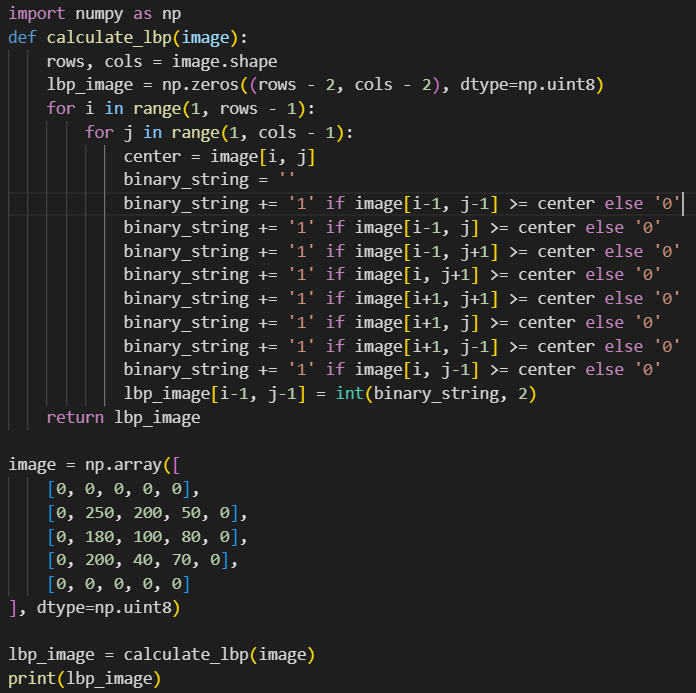 import numpy as np
def calculate_lbp(image):
    rows, cols = image.shape
    lbp_image = np.zeros((rows - 2, cols - 2), dtype=np.uint8)
    for i in range(1, rows - 1):
        for j in range(1, cols - 1):
            center = image[i, j]
            binary_string = ''
            binary_string += '1' if image[i-1, j-1] >= center else '0'
            binary_string += '1' if image[i-1, j] >= center else '0'
            binary_string += '1' if image[i-1, j+1] >= center else '0'
            binary_string += '1' if image[i, j+1] >= center else '0'
            binary_string += '1' if image[i+1, j+1] >= center else '0'
            binary_string += '1' if image[i+1, j] >= center else '0'
            binary_string += '1' if image[i+1, j-1] >= center else '0'
            binary_string += '1' if image[i, j-1] >= center else '0'
            lbp_image[i-1, j-1] = int(binary_string, 2)
    return lbp_image

image = np.array([
    [0, 0, 0, 0, 0],
    [0, 250, 200, 50, 0],
    [0, 180, 100, 80, 0],
    [0, 200, 40, 70, 0],
    [0, 0, 0, 0, 0]
], dtype=np.uint8)

lbp_image = calculate_lbp(image)
print(lbp_image)